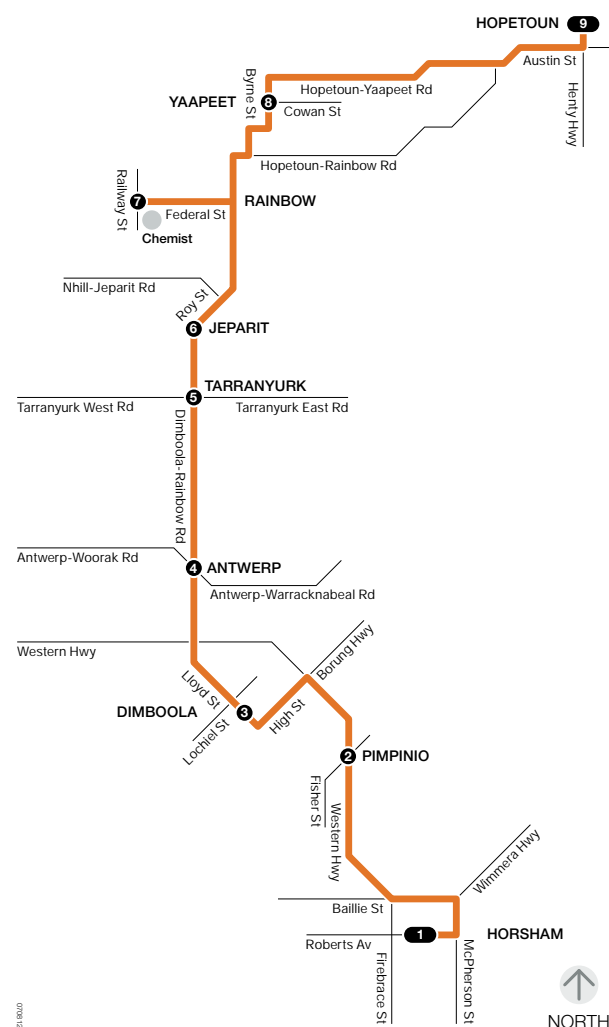 HOPETOUN 9
Austin St
Byrne St
Hopetoun-Yaapeet Rd
Henty Hwy
YAAPEET 8
Cowan St
Hopetoun-Rainbow Rd
Railway St
7
RAINBOW
Federal St
Chemist
Nhill-Jeparit Rd
Roy St
6 JEPARIT
TARRANYURK
5
Tarranyurk West Rd
Tarranyurk East Rd
Dimboola-Rainbow Rd
Antwerp-Woorak Rd
4 ANTWERP
Antwerp-Warracknabeal Rd
Western Hwy
Borung Hwy
Lloyd St
DIMBOOLA 3
High St
Lochiel St
2 PIMPINIO
Fisher St
Western Hwy
Wimmera Hwy
Baillie St
Roberts Av
1 HORSHAM
Firebrace St
McPherson St
NORTH
070812